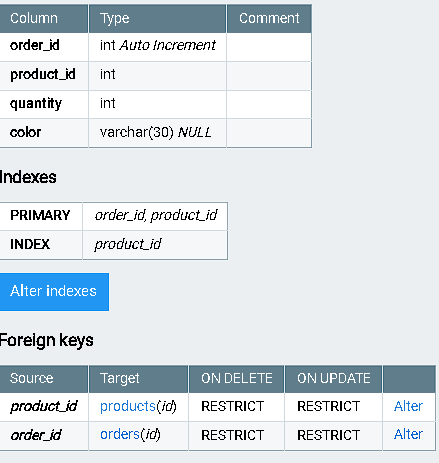 Column Type Comment
order_id int Auto Increment
product_id int
quantity int
color varchar(30) NULL
Indexes
PRIMARY order_id, product_id
INDEX product_id
Alter indexes
Foreign keys
Source Target ON DELETE ON UPDATE
product_id products(id) RESTRICT RESTRICT Alter
order_id orders(id) RESTRICT RESTRICT Alter